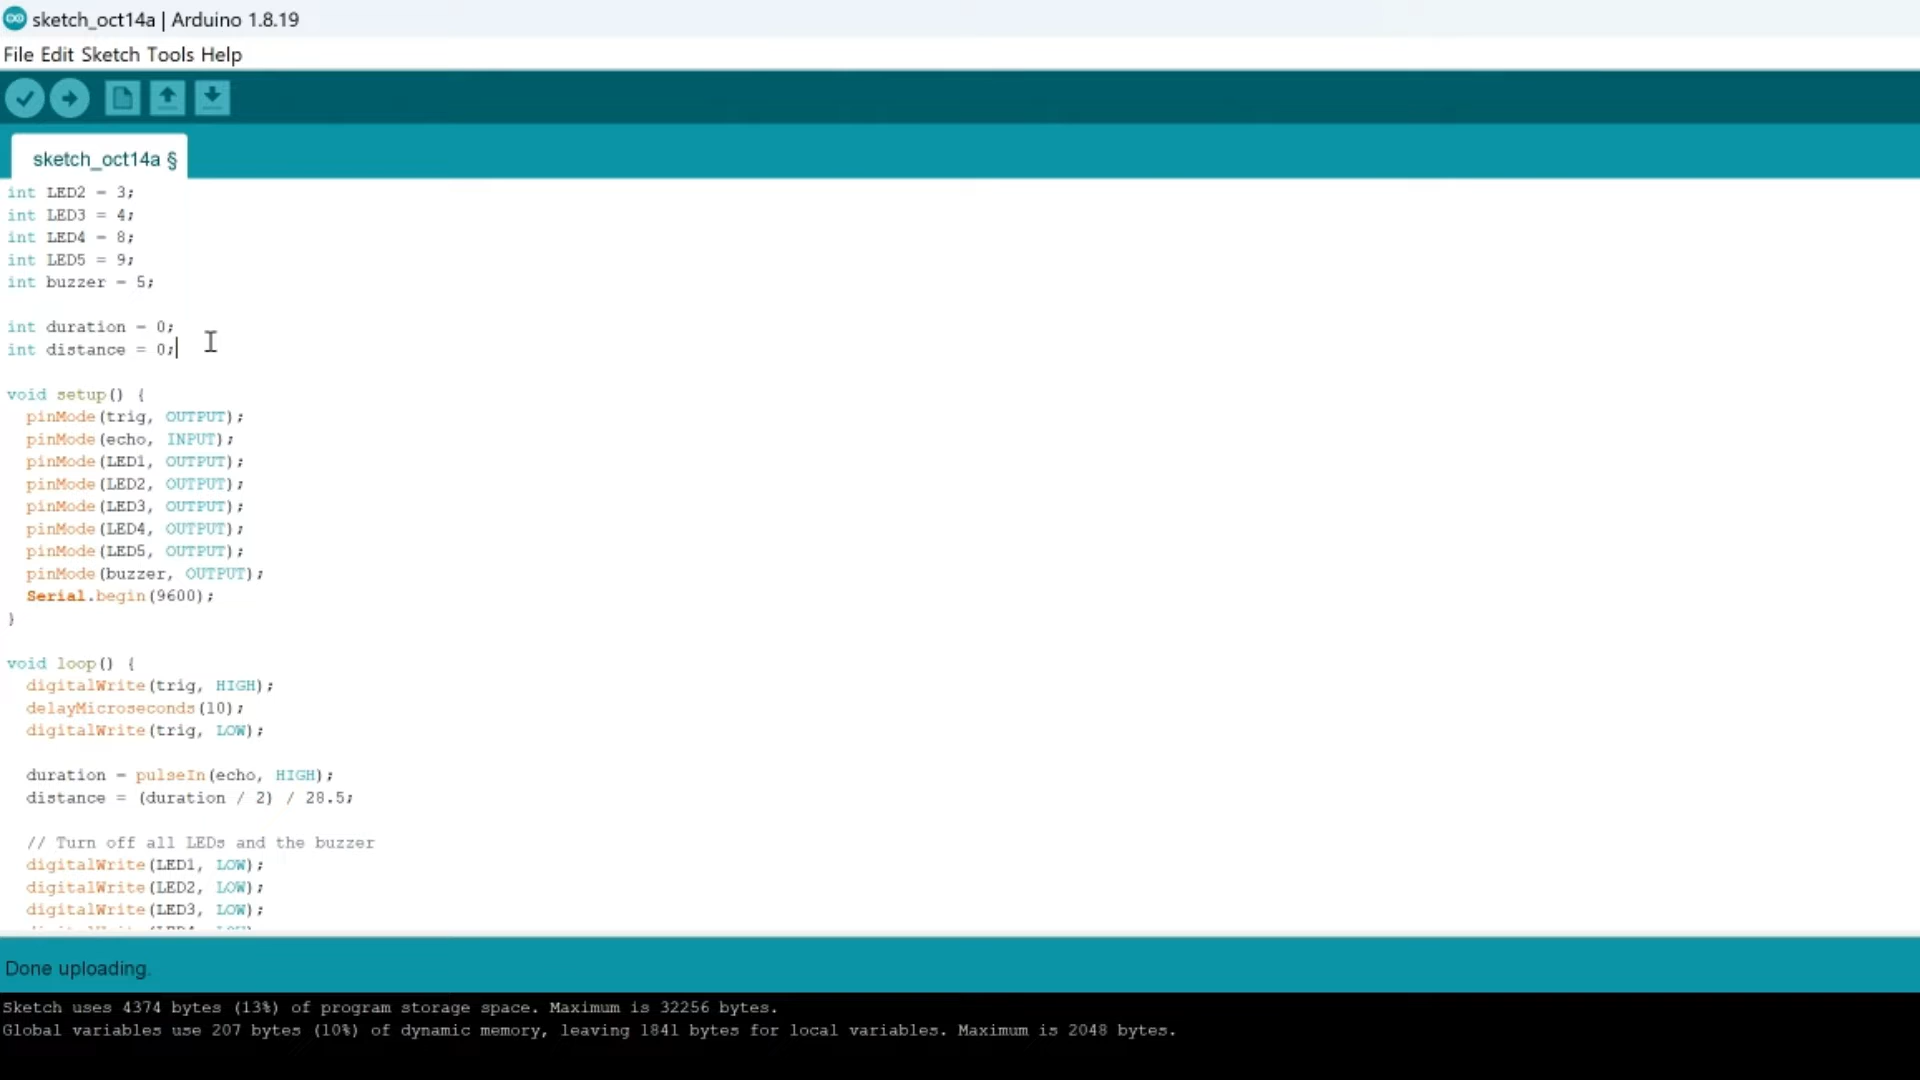 sketch_oct14a | Arduino 1.8.19
File Edit Sketch Tools Help
sketch_oct14a §
int LED2 = 3;
int LED3 = 4;
int LED4 = 8;
int LED5 = 9;
int buzzer = 5;
int duration = 0;
int distance = 0;
void setup() {
pinMode(trig, OUTPUT);
pinMode(echo, INPUT);
pinMode(LED1, OUTPUT);
pinMode(LED2, OUTPUT);
pinMode(LED3, OUTPUT);
pinMode(LED4, OUTPUT);
pinMode(LED5, OUTPUT);
pinMode(buzzer, OUTPUT);
Serial.begin(9600);
}
void loop() {
digitalWrite(trig, HIGH);
delayMicroseconds(10);
digitalWrite(trig, LOW);
duration = pulseIn(echo, HIGH);
distance = (duration / 2) / 28.5;
// Turn off all LEDs and the buzzer
digitalWrite(LED1, LOW);
digitalWrite(LED2, LOW);
digitalWrite(LED3, LOW);
Done uploading.
Sketch uses 4374 bytes (13%) of program storage space. Maximum is 32256 bytes.
Global variables use 207 bytes (10%) of dynamic memory, leaving 1841 bytes for local variables. Maximum is 2048 bytes.